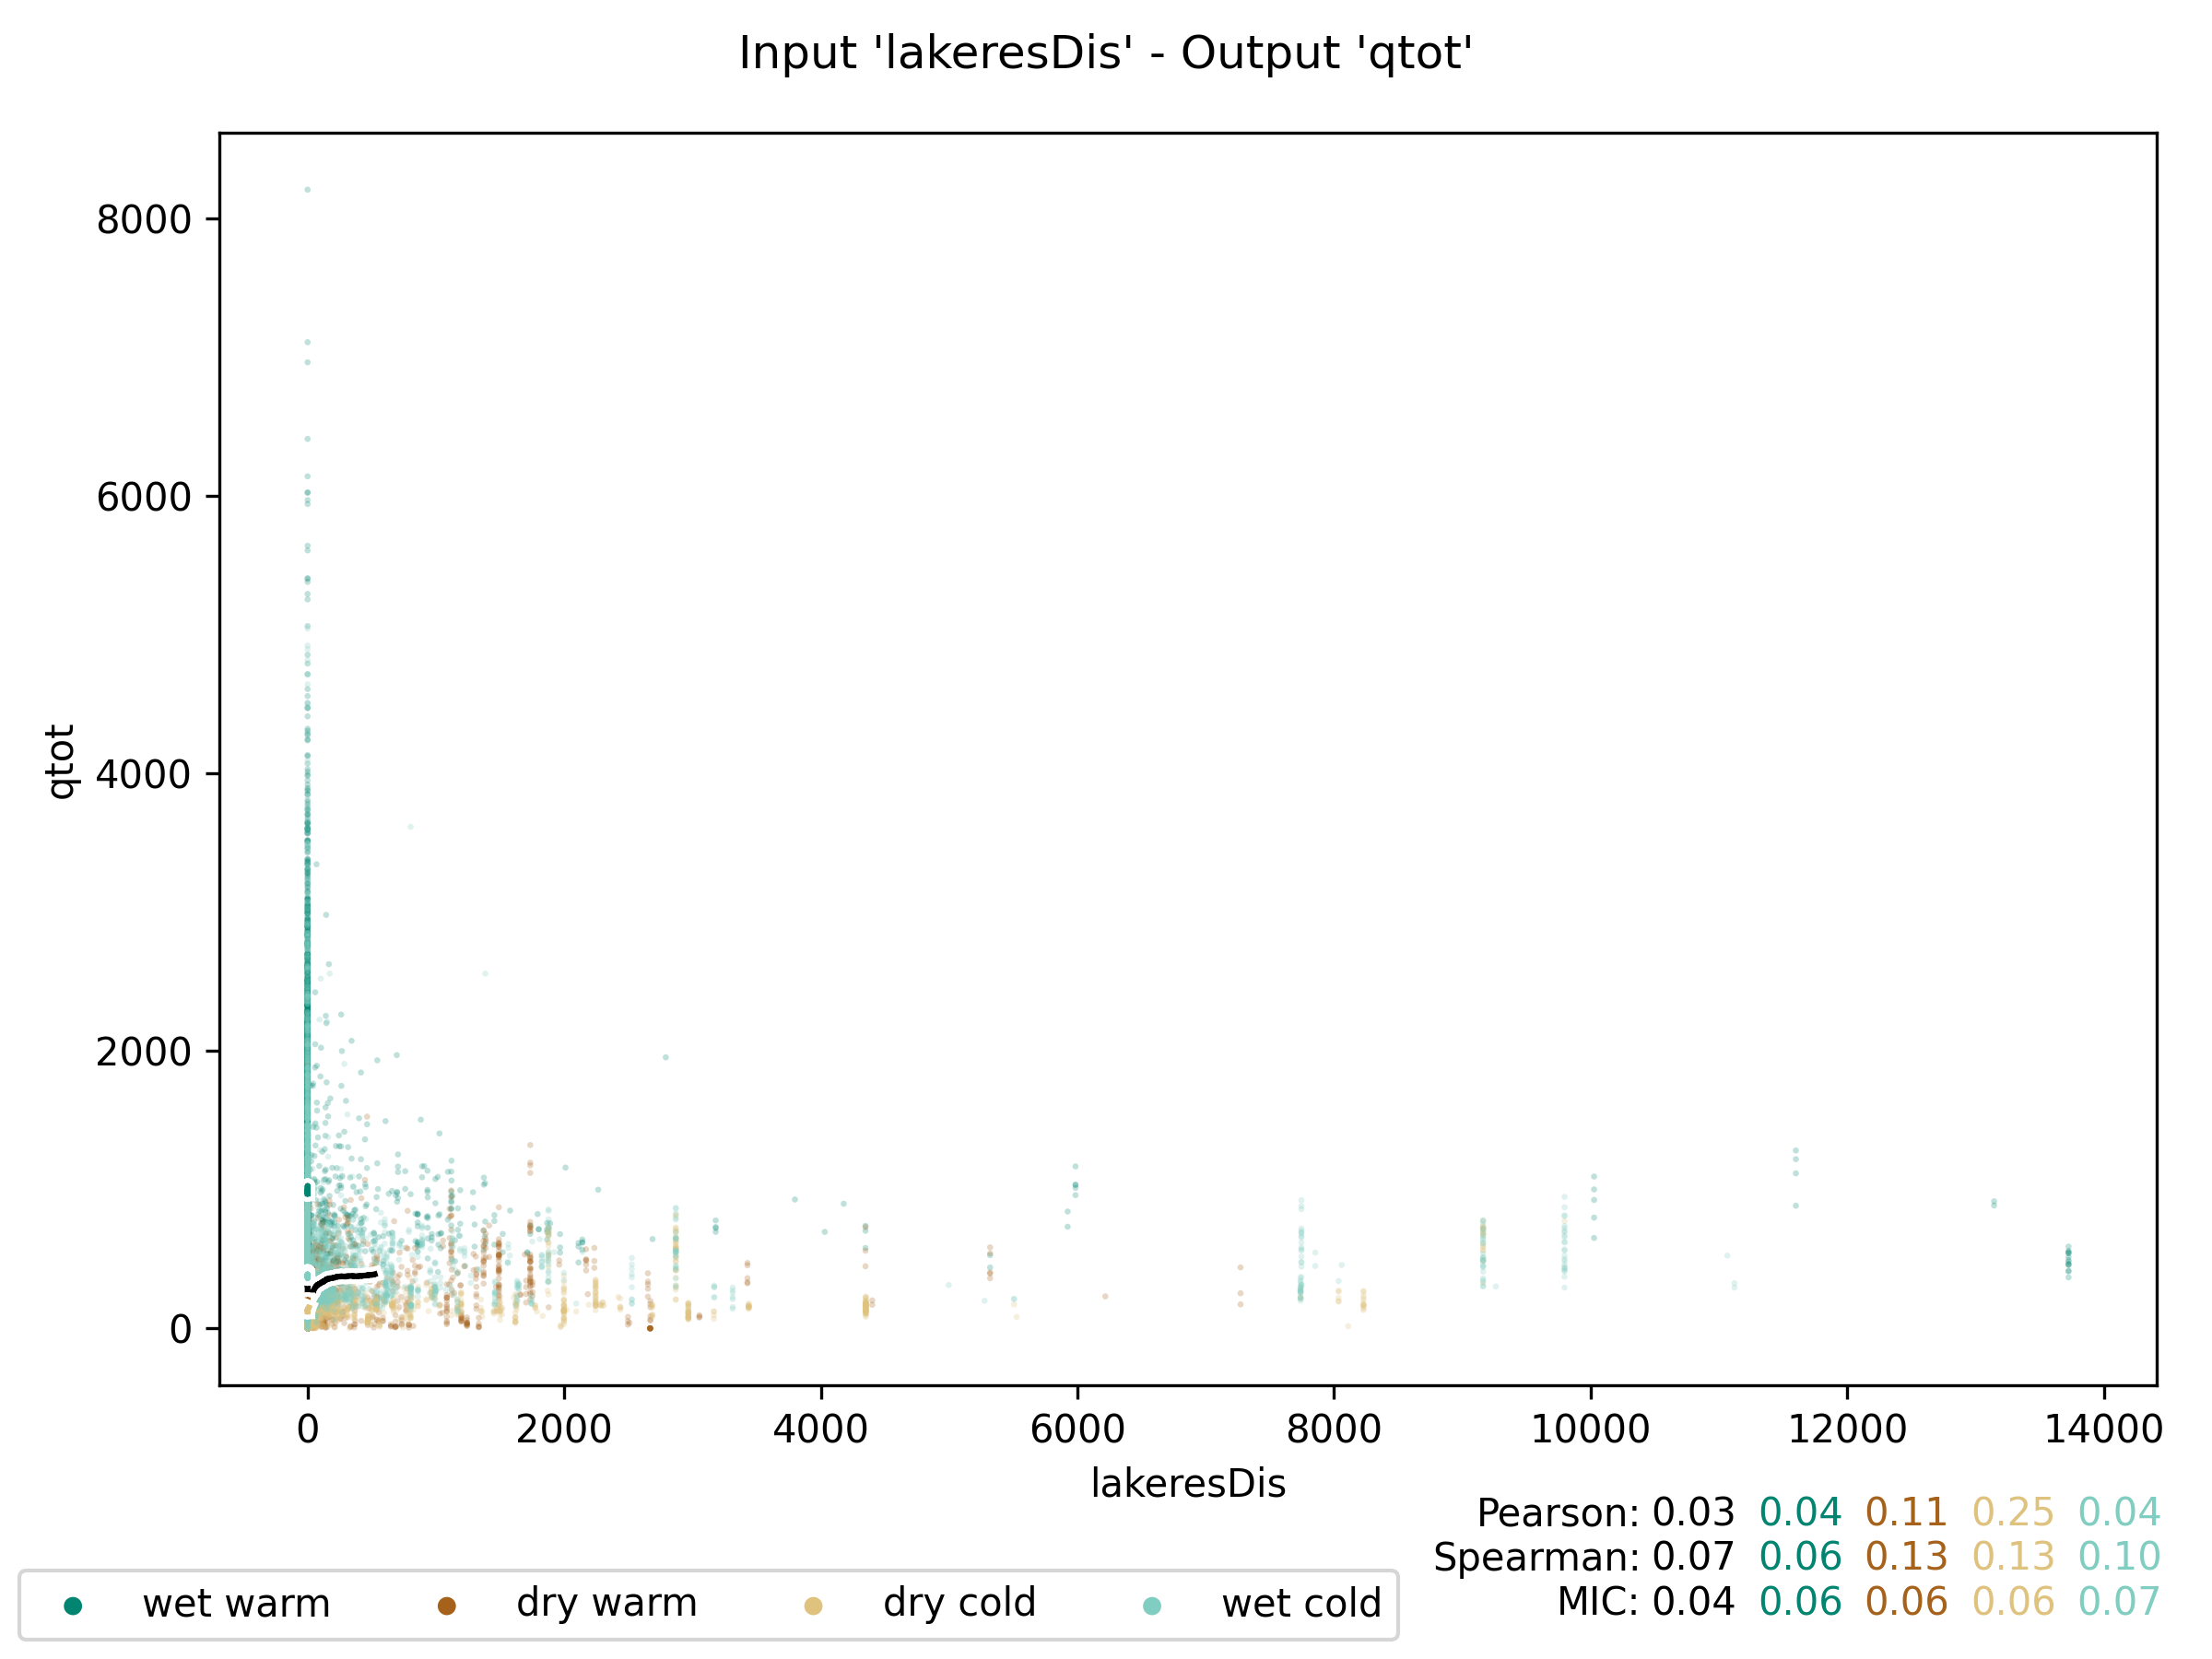 Input 'lakeresDis' - Output 'qtot'
8000
6000
4000
2000
0
qtot
0 2000 4000 6000 8000 10000 12000 14000
lakeresDis
Pearson: 0.03 0.04 0.11 0.25 0.04
Spearman: 0.07 0.06 0.13 0.13 0.10
MIC: 0.04 0.06 0.06 0.06 0.07
wet warm dry warm dry cold wet cold